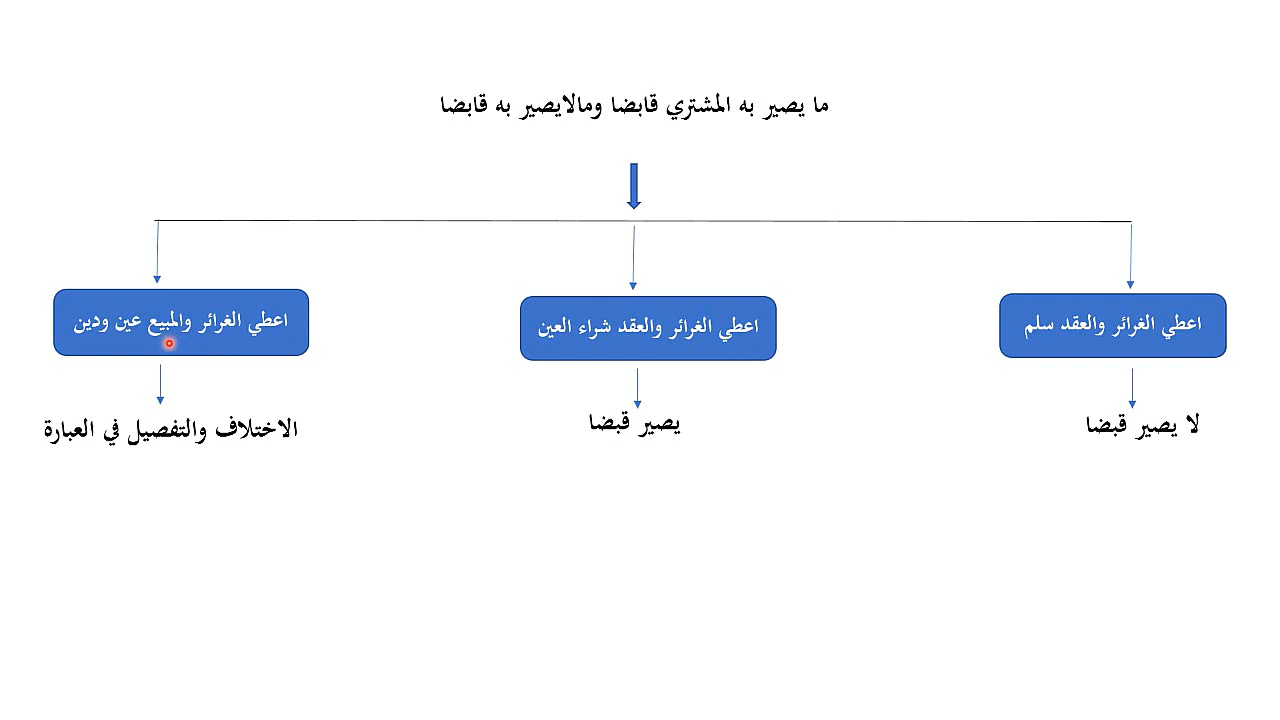 ما يصير به المشتري قابضا ومالايصير به قابضا
اعطي الغرائر والعقد سلم
اعطي الغرائر والعقد شراء العين
اعطي الغرائر والمبيع عين ودين
لا يصير قبضا
يصير قبضا
الاختلاف والتفصيل في العبارة